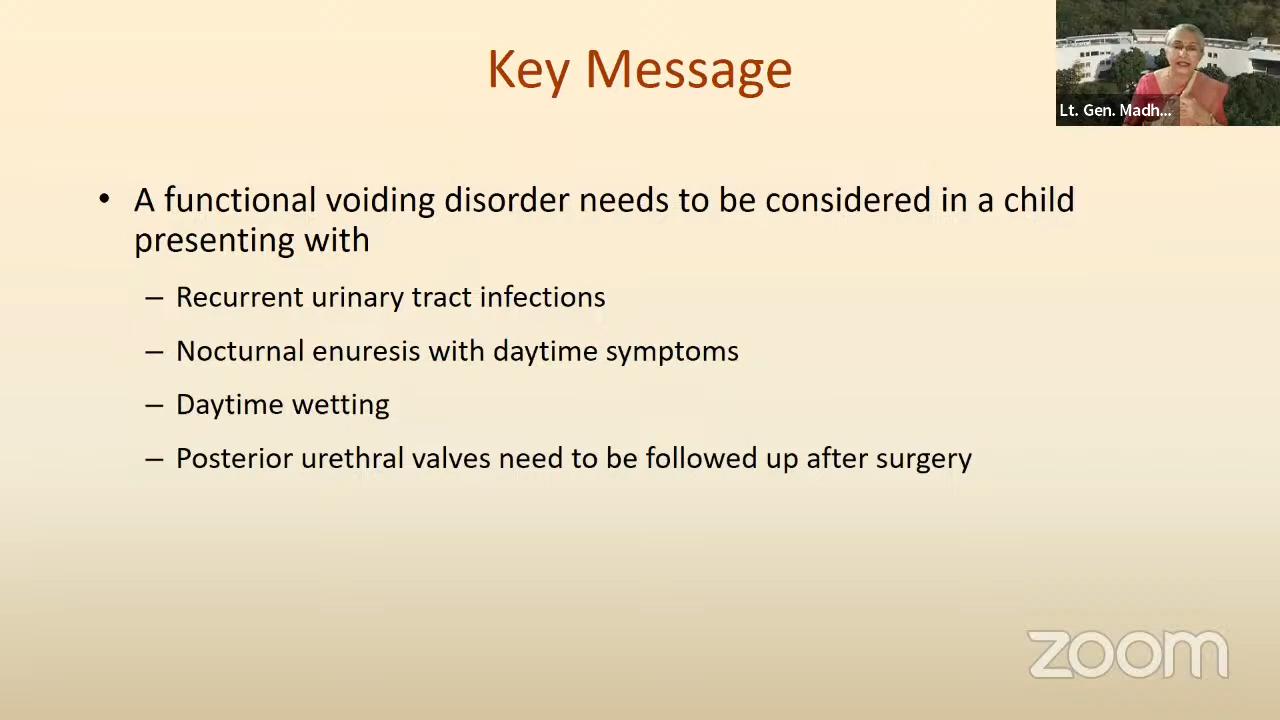 Key Message
Lt. Gen. Madh...
• A functional voiding disorder needs to be considered in a child
presenting with
– Recurrent urinary tract infections
– Nocturnal enuresis with daytime symptoms
– Daytime wetting
– Posterior urethral valves need to be followed up after surgery
zoom